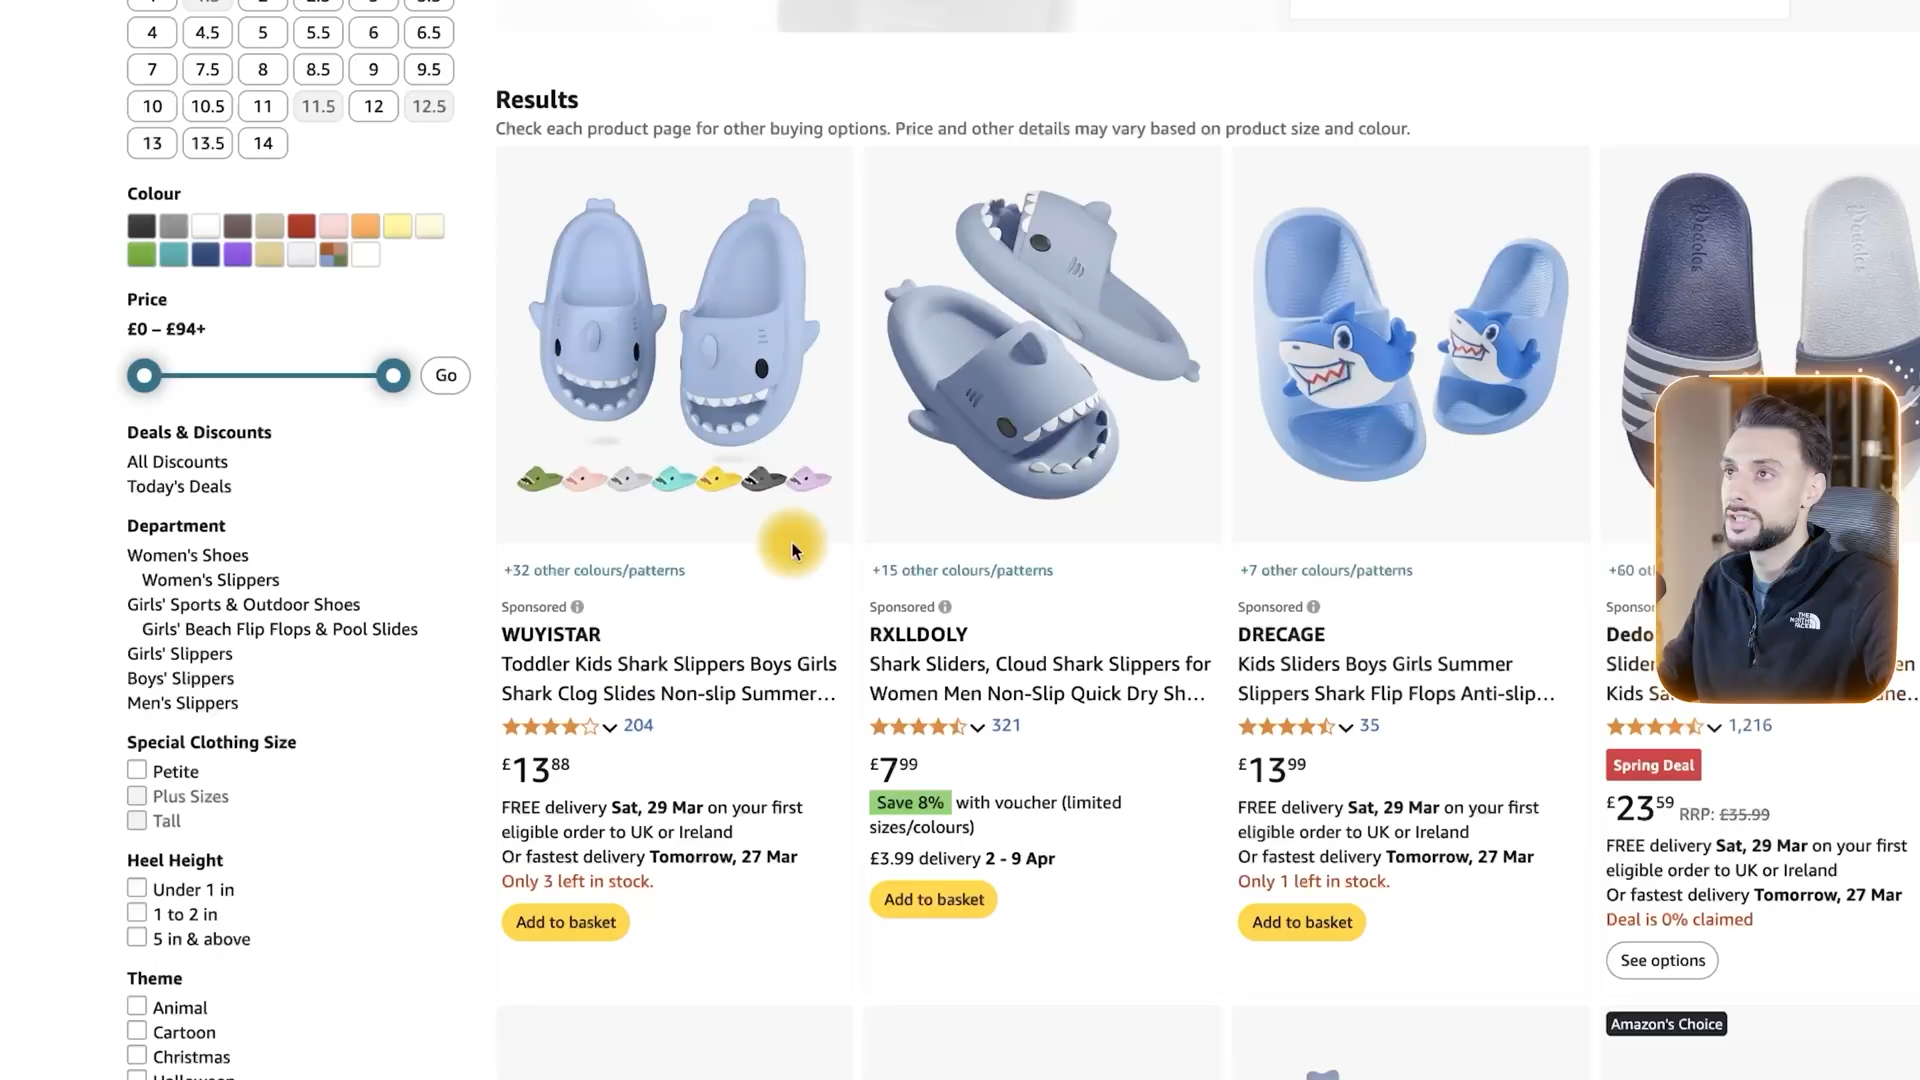 4 4.5 5 5.5 6 6.5
7 7.5 8 8.5 9 9.5
10 10.5 11 11.5 12 12.5
13 13.5 14
Colour
Price
£0 – £94+
Go
Deals & Discounts
All Discounts
Today's Deals
Department
Women's Shoes
Women's Slippers
Girls' Sports & Outdoor Shoes
Girls' Beach Flip Flops & Pool Slides
Girls' Slippers
Boys' Slippers
Men's Slippers
Special Clothing Size
Petite
Plus Sizes
Tall
Heel Height
Under 1 in
1 to 2 in
5 in & above
Theme
Animal
Cartoon
Christmas
Results
Check each product page for other buying options. Price and other details may vary based on product size and colour.
+32 other colours/patterns
Sponsored
WUYISTAR
Toddler Kids Shark Slippers Boys Girls
Shark Clog Slides Non-slip Summer…
204
£13 88
FREE delivery Sat, 29 Mar on your first
eligible order to UK or Ireland
Or fastest delivery Tomorrow, 27 Mar
Only 3 left in stock.
Add to basket
+15 other colours/patterns
Sponsored
RXLLDOLY
Shark Sliders, Cloud Shark Slippers for
Women Men Non-Slip Quick Dry Sh…
321
£7 99
Save 8% with voucher (limited
sizes/colours)
£3.99 delivery 2 - 9 Apr
Add to basket
+7 other colours/patterns
Sponsored
DRECAGE
Kids Sliders Boys Girls Summer
Slippers Shark Flip Flops Anti-slip…
35
£13 99
FREE delivery Sat, 29 Mar on your first
eligible order to UK or Ireland
Or fastest delivery Tomorrow, 27 Mar
Only 1 left in stock.
Add to basket
Dedoles
Dedoles
+60
THE NORTH FACE
Kids
1,216
Spring Deal
£23 59 RRP: £35.99
FREE delivery Sat, 29 Mar on your first
eligible order to UK or Ireland
Or fastest delivery Tomorrow, 27 Mar
Deal is 0% claimed
See options
Amazon's Choice